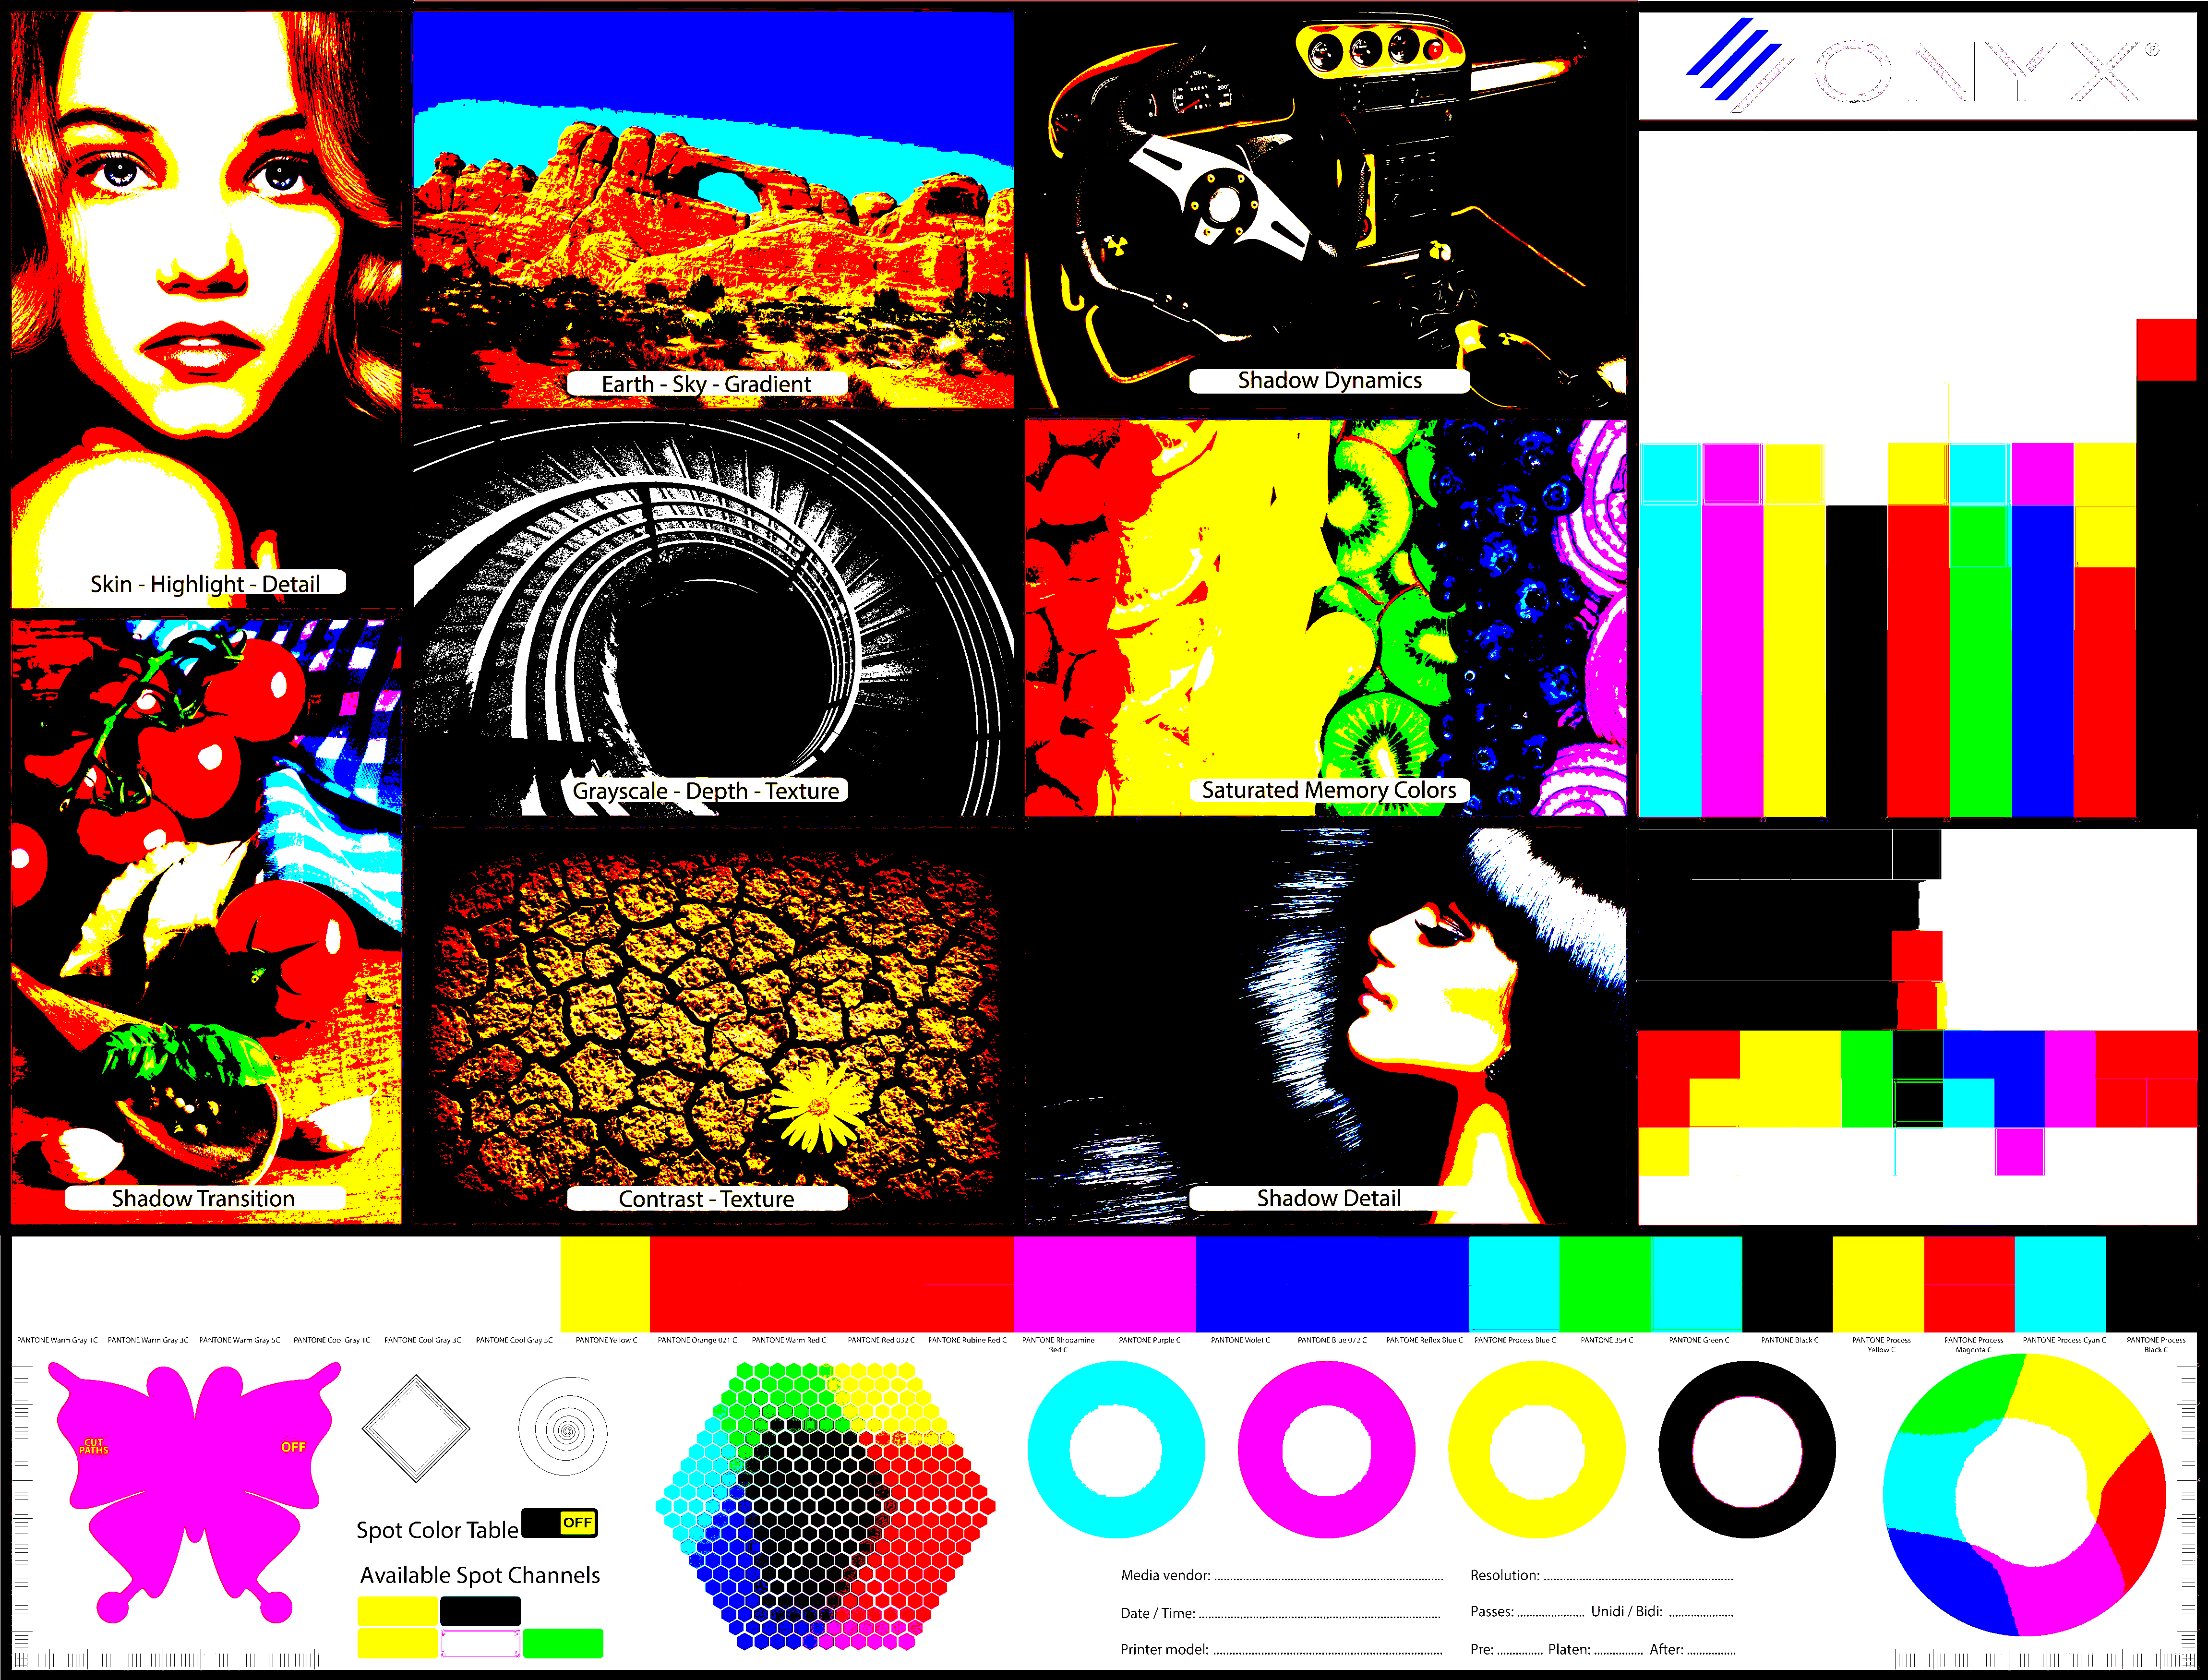 ONYX®
Earth - Sky - Gradient
Shadow Dynamics
Skin - Highlight - Detail
Grayscale - Depth - Texture
Saturated Memory Colors
Shadow Transition
Contrast - Texture
Shadow Detail
PANTONE Warm Gray 1C
PANTONE Warm Gray 3C
PANTONE Warm Gray 5C
PANTONE Cool Gray 1C
PANTONE Cool Gray 3C
PANTONE Cool Gray 5C
PANTONE Yellow C
PANTONE Orange 021 C
PANTONE Warm Red C
PANTONE Red 032 C
PANTONE Rubine Red C
PANTONE Rhodamine
Red C
PANTONE Purple C
PANTONE Violet C
PANTONE Blue 072 C
PANTONE Reflex Blue C
PANTONE Process Blue C
PANTONE 354 C
PANTONE Green C
PANTONE Black C
PANTONE Process
Yellow C
PANTONE Process
Magenta C
PANTONE Process Cyan C
PANTONE Process
Black C
CUT
PATHS
OFF
Spot Color Table
OFF
Available Spot Channels
Media vendor:
Resolution:
Date / Time:
Passes: Unidi / Bidi:
Printer model:
Pre: Platen: After: